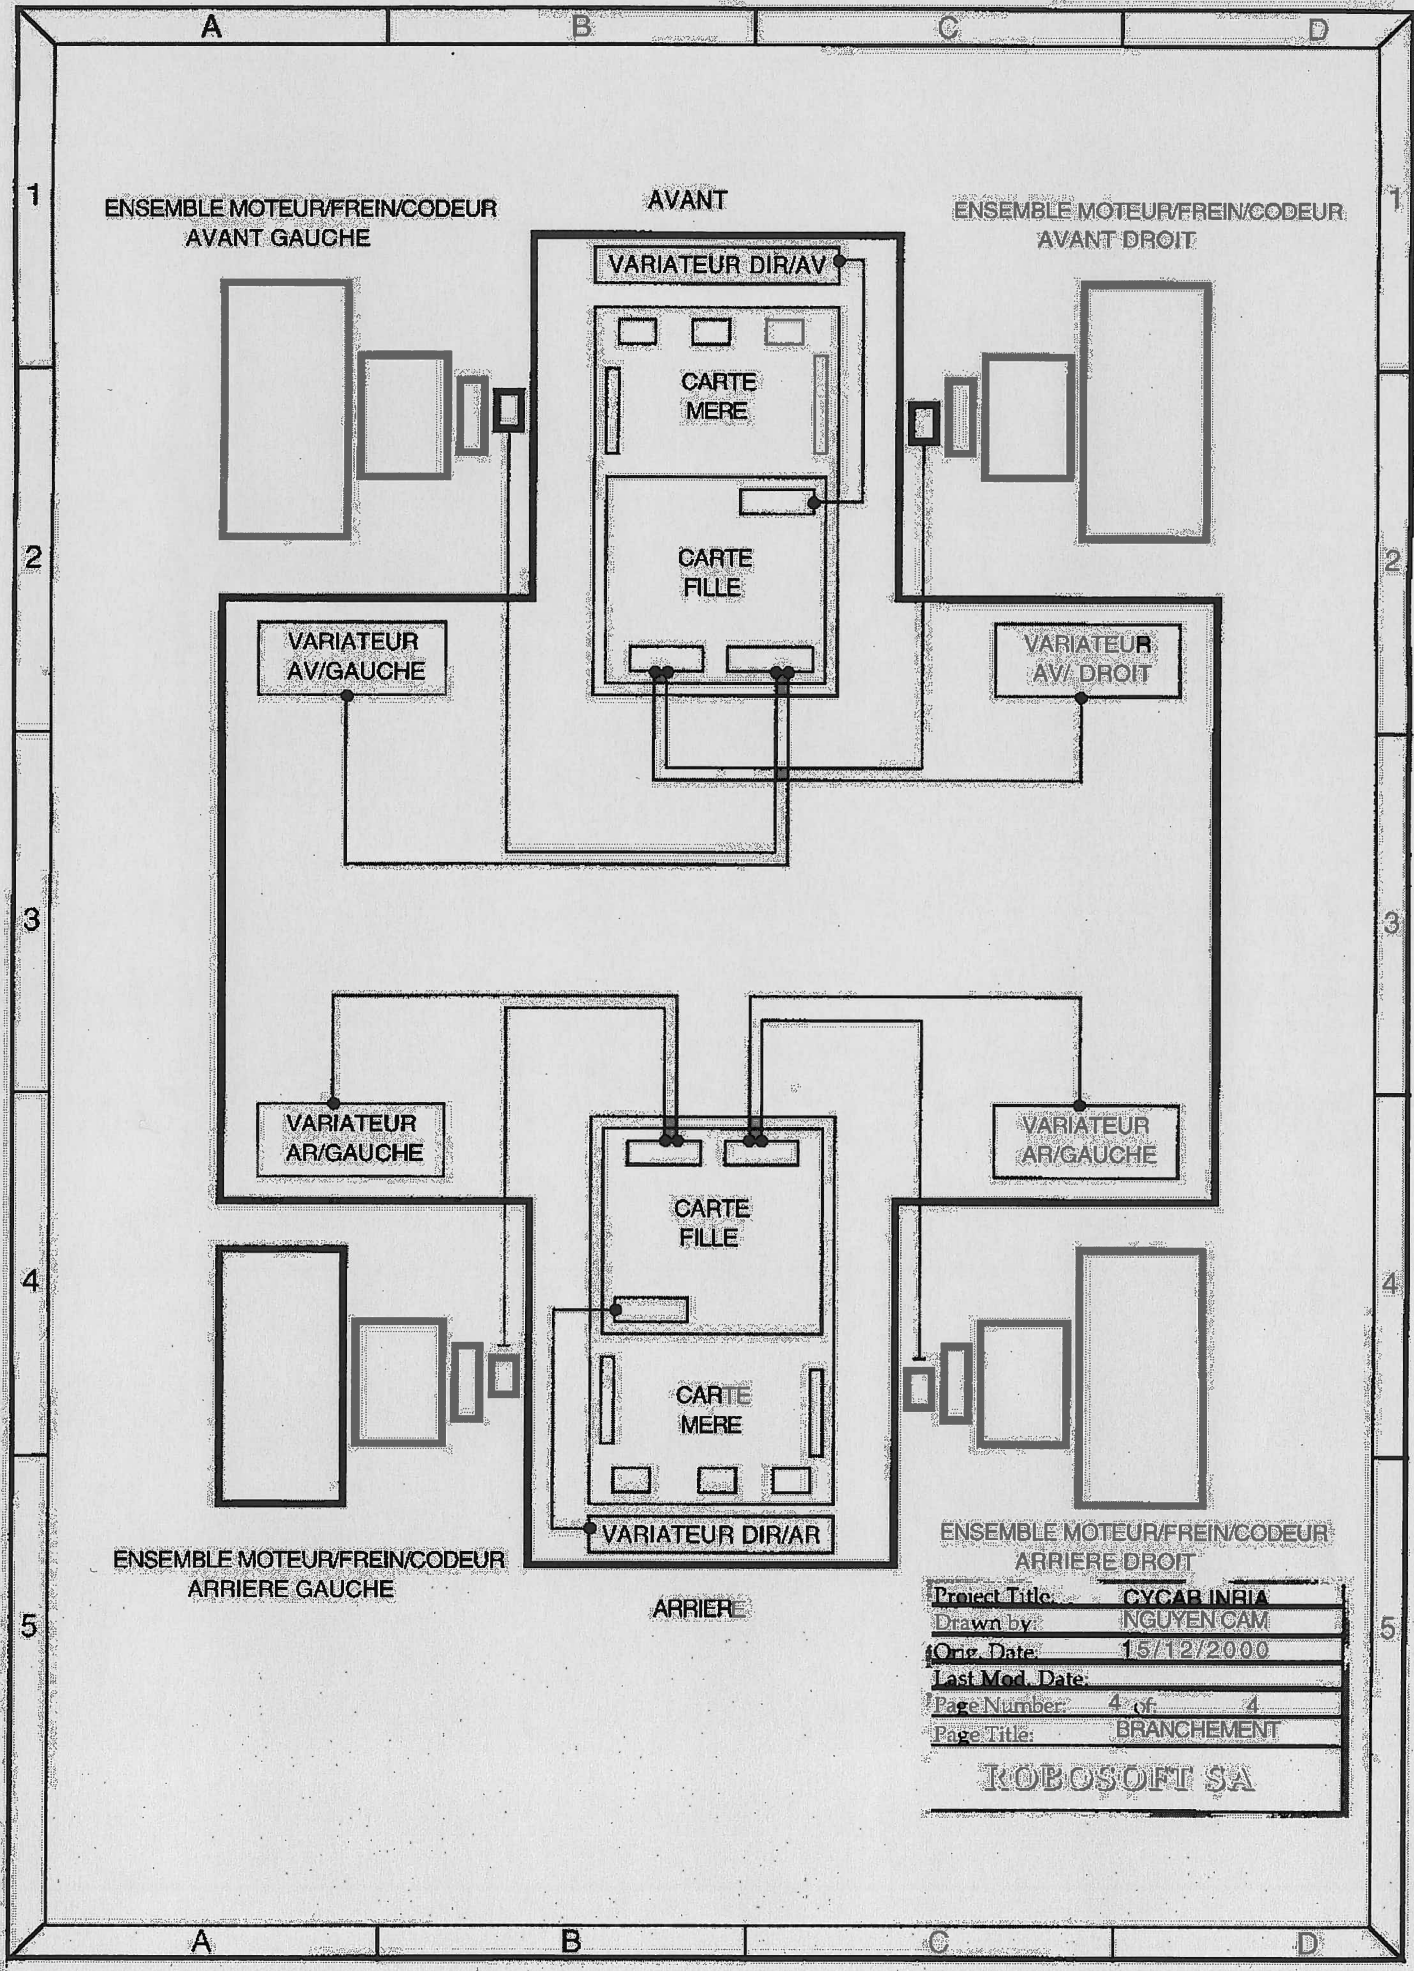 A B C D
1 1
AVANT
ENSEMBLE MOTEUR/FREIN/CODEUR
AVANT GAUCHE
ENSEMBLE MOTEUR/FREIN/CODEUR
AVANT DROIT
VARIATEUR DIR/AV
CARTE
MERE
2 2
CARTE
FILLE
VARIATEUR
AV/GAUCHE
VARIATEUR
AV/ DROIT
3 3
VARIATEUR
AR/GAUCHE
VARIATEUR
AR/GAUCHE
CARTE
FILLE
4 4
CARTE
MERE
VARIATEUR DIR/AR
ENSEMBLE MOTEUR/FREIN/CODEUR
ARRIERE GAUCHE
ENSEMBLE MOTEUR/FREIN/CODEUR
ARRIERE DROIT
ARRIERE
5 5
Project Title: CYCAB INRIA
Drawn by NGUYEN CAM
Orig. Date: 15/12/2000
Last Mod. Date:
Page Number: 4 of: 4
Page Title: BRANCHEMENT
ROBOSOFT SA
A B C D